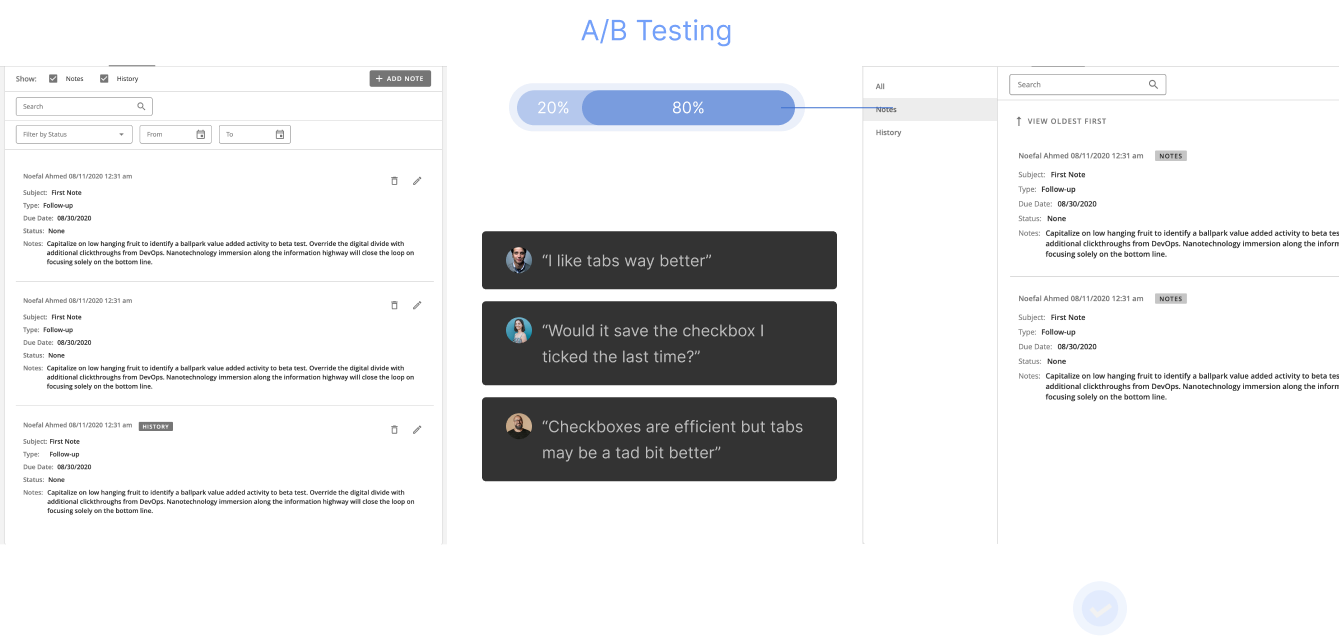 A/B Testing
Show:
Notes
History
+ ADD NOTE
Search
Filter by Status
From
To
Noefal Ahmed 08/11/2020 12:31 am
Subject: First Note
Type: Follow-up
Due Date: 08/30/2020
Status: None
Notes: Capitalize on low hanging fruit to identify a ballpark value added activity to beta test. Override the digital divide with
additional clickthroughs from DevOps. Nanotechnology immersion along the information highway will close the loop on
focusing solely on the bottom line.
Noefal Ahmed 08/11/2020 12:31 am
Subject: First Note
Type: Follow-up
Due Date: 08/30/2020
Status: None
Notes: Capitalize on low hanging fruit to identify a ballpark value added activity to beta test. Override the digital divide with
additional clickthroughs from DevOps. Nanotechnology immersion along the information highway will close the loop on
focusing solely on the bottom line.
Noefal Ahmed 08/11/2020 12:31 am HISTORY
Subject: First Note
Type: Follow-up
Due Date: 08/30/2020
Status: None
Notes: Capitalize on low hanging fruit to identify a ballpark value added activity to beta test. Override the digital divide with
additional clickthroughs from DevOps. Nanotechnology immersion along the information highway will close the loop on
focusing solely on the bottom line.
20% 80%
“I like tabs way better”
“Would it save the checkbox I
ticked the last time?”
“Checkboxes are efficient but tabs
may be a tad bit better”
All
Notes
History
Search
VIEW OLDEST FIRST
Noefal Ahmed 08/11/2020 12:31 am NOTES
Subject: First Note
Type: Follow-up
Due Date: 08/30/2020
Status: None
Notes: Capitalize on low hanging fruit to identify a ballpark value added activity to beta tes
additional clickthroughs from DevOps. Nanotechnology immersion along the inform
focusing solely on the bottom line.
Noefal Ahmed 08/11/2020 12:31 am NOTES
Subject: First Note
Type: Follow-up
Due Date: 08/30/2020
Status: None
Notes: Capitalize on low hanging fruit to identify a ballpark value added activity to beta tes
additional clickthroughs from DevOps. Nanotechnology immersion along the inform
focusing solely on the bottom line.